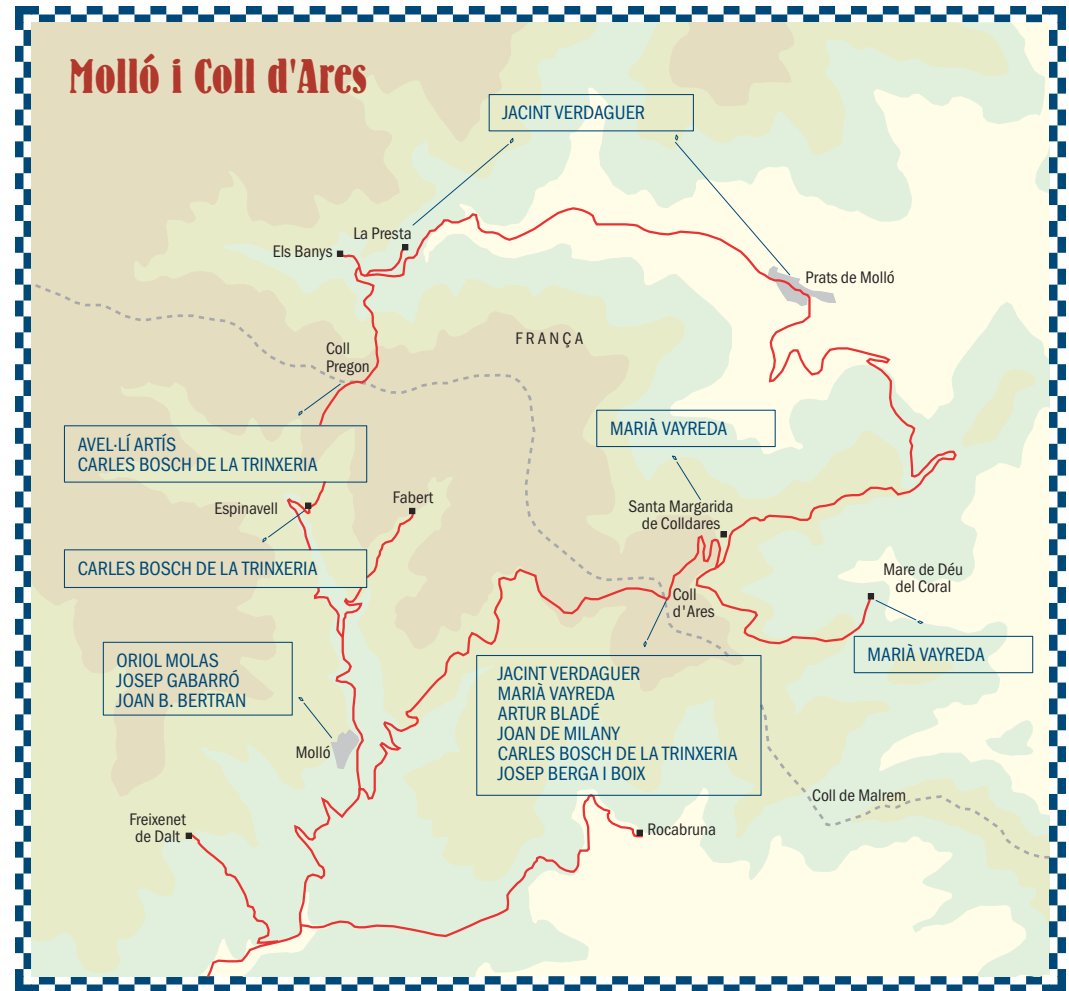 Molló i Coll d'Ares
JACINT VERDAGUER
La Presta
Els Banys
Prats de Molló
FRANÇA
Coll
Pregon
AVEL·LÍ ARTÍS
CARLES BOSCH DE LA TRINXERIA
MARIÀ VAYREDA
Fabert
Espinavell
Santa Margarida
de Colldares
CARLES BOSCH DE LA TRINXERIA
Mare de Déu
del Coral
Coll
d'Ares
MARIÀ VAYREDA
ORIOL MOLAS
JOSEP GABARRÓ
JOAN B. BERTRAN
JACINT VERDAGUER
MARIÀ VAYREDA
ARTUR BLADÉ
JOAN DE MILANY
CARLES BOSCH DE LA TRINXERIA
JOSEP BERGA I BOIX
Molló
Coll de Malrem
Freixenet
de Dalt
Rocabruna